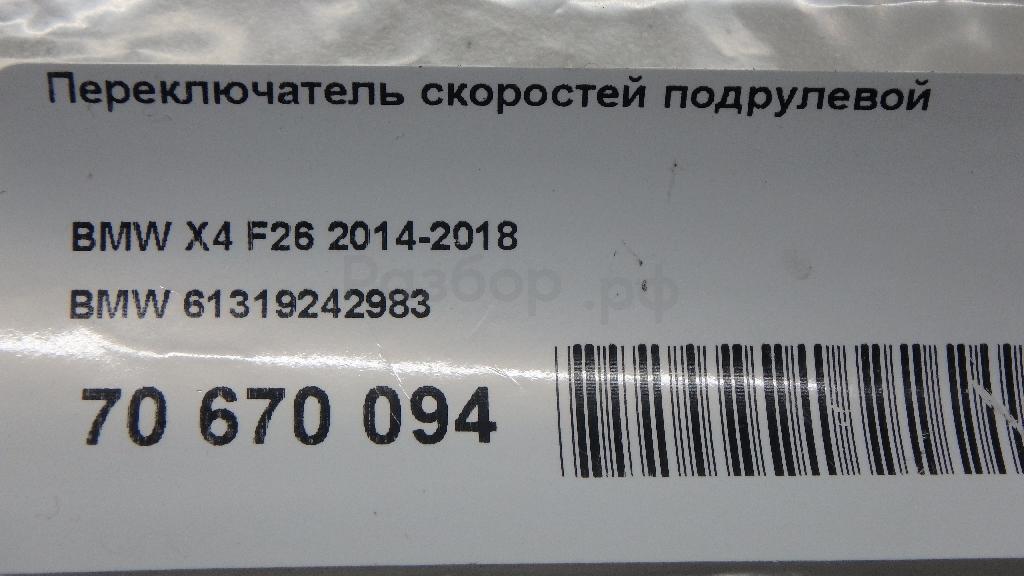 Переключатель скоростей подрулевой
BMW X4 F26 2014-2018
Разбор.рф
BMW 61319242983
70 670 094